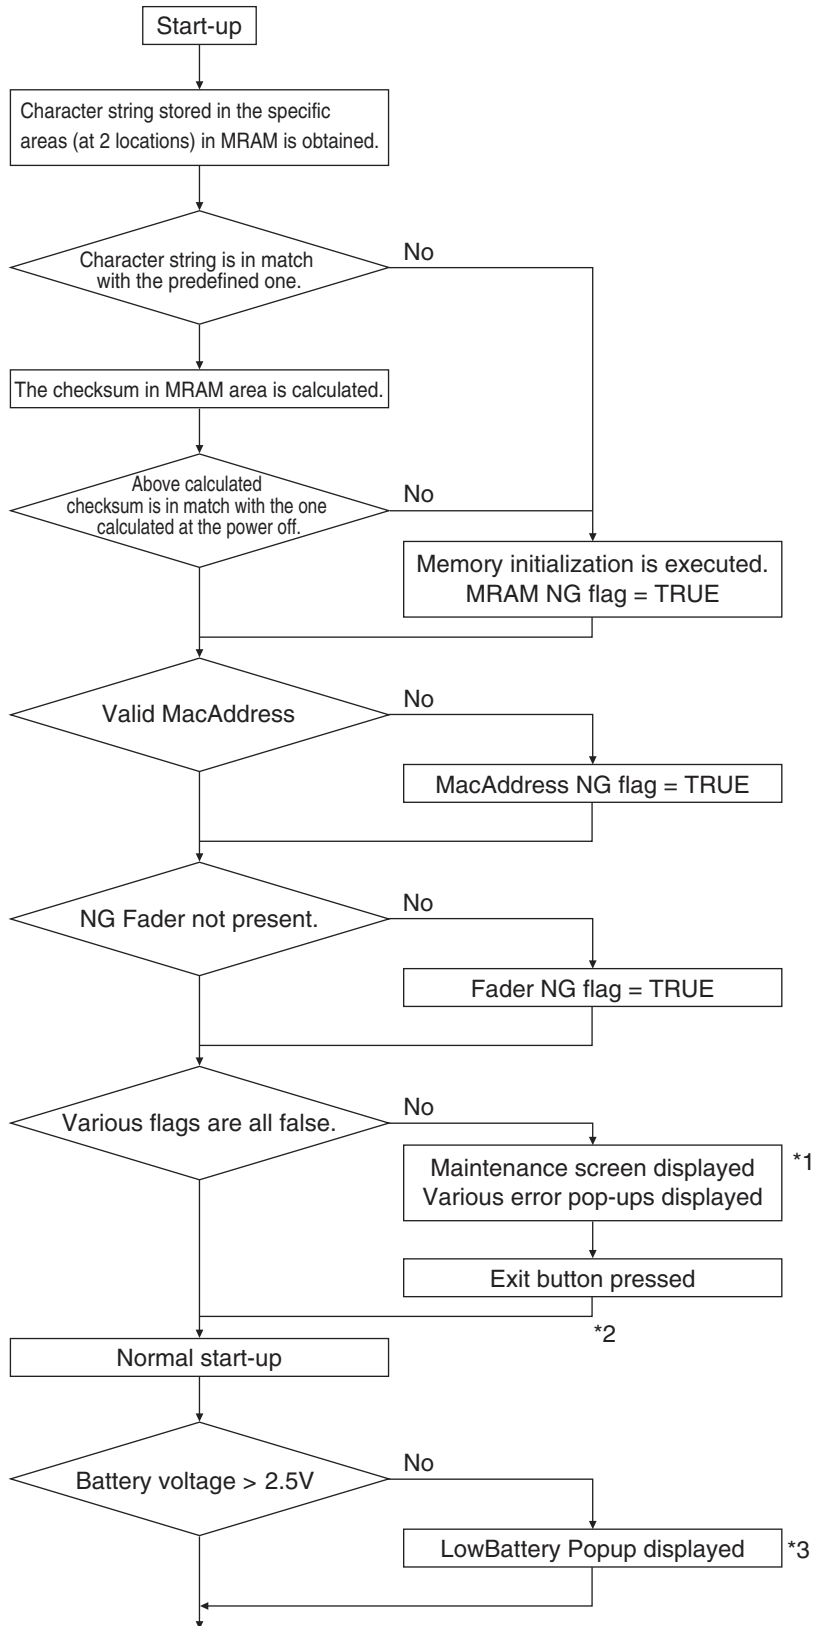 Start-up
Character string stored in the specific
areas (at 2 locations) in MRAM is obtained.
Character string is in match
with the predefined one.
No
The checksum in MRAM area is calculated.
Above calculated
checksum is in match with the one
calculated at the power off.
No
Memory initialization is executed.
MRAM NG flag = TRUE
Valid MacAddress
No
MacAddress NG flag = TRUE
NG Fader not present.
No
Fader NG flag = TRUE
Various flags are all false.
No
Maintenance screen displayed
Various error pop-ups displayed
*1
Exit button pressed
*2
Normal start-up
Battery voltage > 2.5V
No
LowBattery Popup displayed
*3